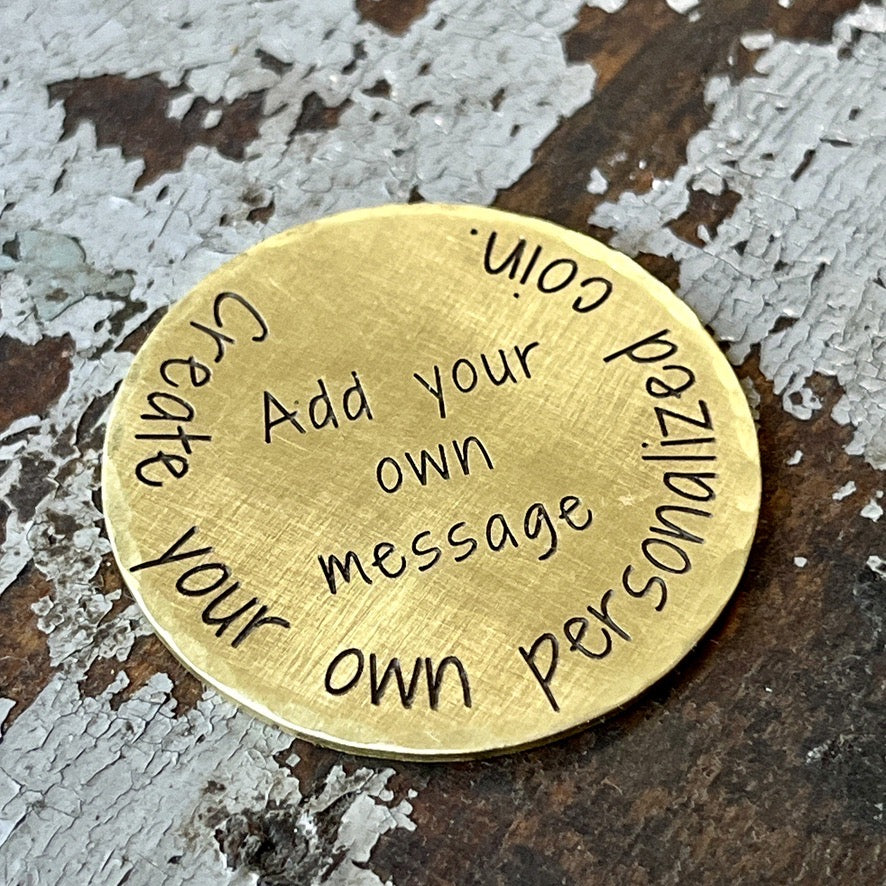 Create your own personalized coin.
Add your
own
message